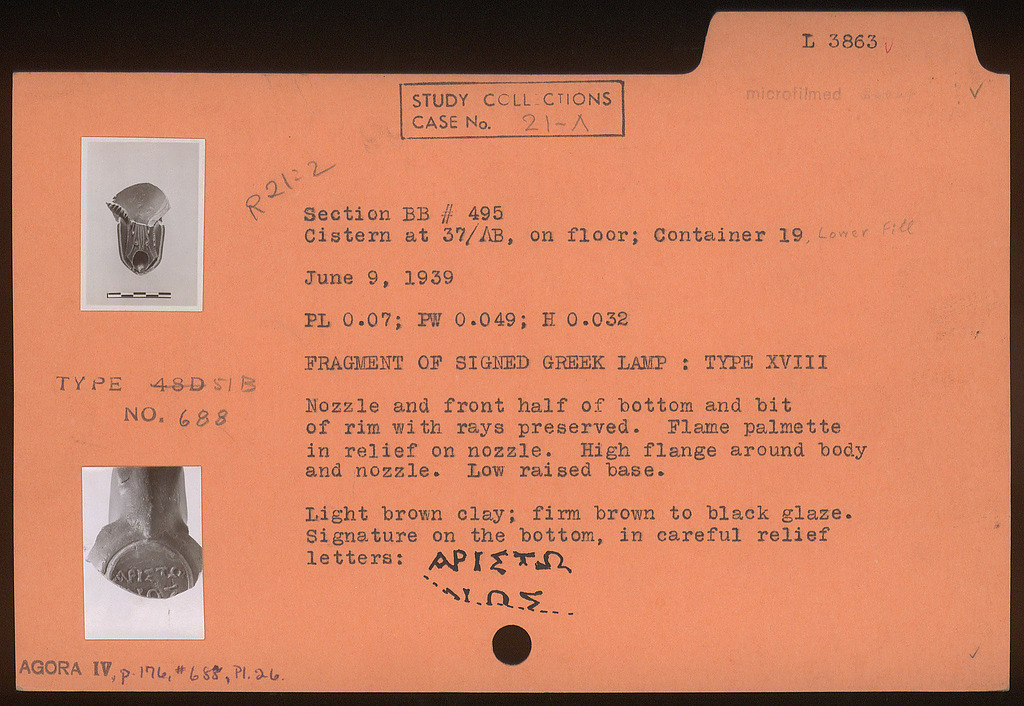 L 3863
microfilmed
STUDY COLLECTIONS
CASE No. 21-Λ
R 21:2
Section BB # 495
Cistern at 37/ΛB, on floor; Container 19, Lower Fill
June 9, 1939
PL 0.07; PW 0.049; H 0.032
FRAGMENT OF SIGNED GREEK LAMP : TYPE XVIII
TYPE 48D 51B
NO. 688
Nozzle and front half of bottom and bit
of rim with rays preserved. Flame palmette
in relief on nozzle. High flange around body
and nozzle. Low raised base.
Light brown clay; firm brown to black glaze.
Signature on the bottom, in careful relief
letters: ΑΡΙΣΤΩ
ΙΩΣ
ΑΡΙΣΤΩ
ΙΩΣ
AGORA IV, p. 176, #688, Pl. 26.